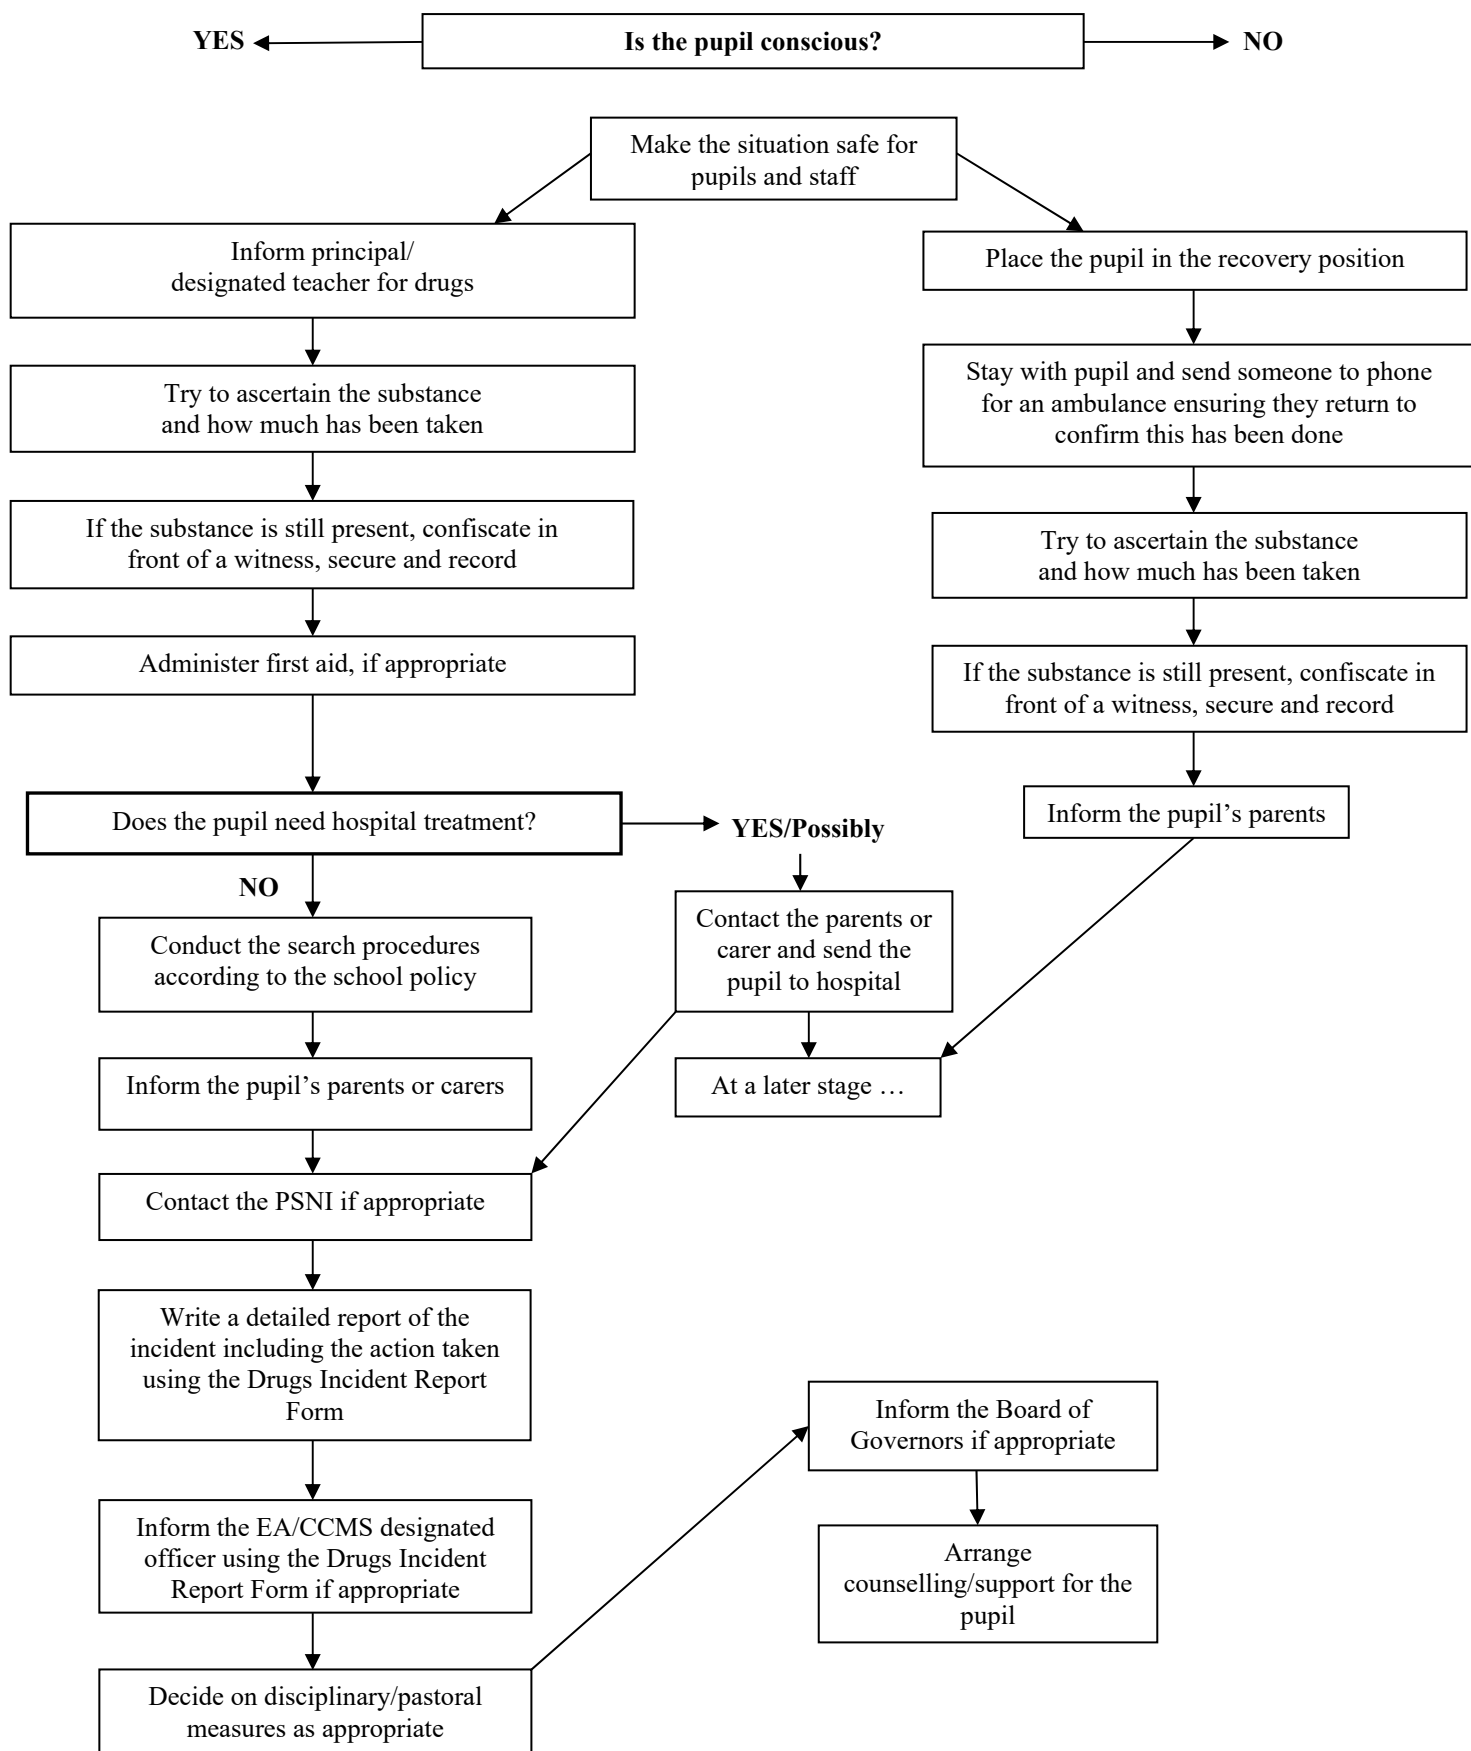 YES
Is the pupil conscious?
NO
Make the situation safe for
pupils and staff
Inform principal/
designated teacher for drugs
Try to ascertain the substance
and how much has been taken
If the substance is still present, confiscate in
front of a witness, secure and record
Administer first aid, if appropriate
Does the pupil need hospital treatment?
Place the pupil in the recovery position
Stay with pupil and send someone to phone
for an ambulance ensuring they return to
confirm this has been done
Try to ascertain the substance
and how much has been taken
If the substance is still present, confiscate in
front of a witness, secure and record
Inform the pupil’s parents
YES/Possibly
Contact the parents or
carer and send the
pupil to hospital
At a later stage …
NO
Conduct the search procedures
according to the school policy
Inform the pupil’s parents or carers
Contact the PSNI if appropriate
Write a detailed report of the
incident including the action taken
using the Drugs Incident Report
Form
Inform the EA/CCMS designated
officer using the Drugs Incident
Report Form if appropriate
Decide on disciplinary/pastoral
measures as appropriate
Inform the Board of
Governors if appropriate
Arrange
counselling/support for the
pupil